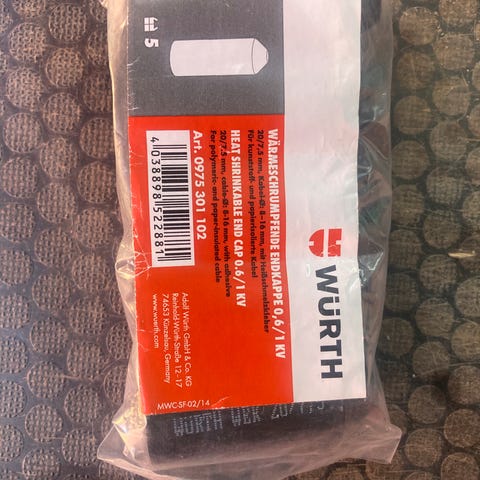 5
WÜRTH
WÄRMESCHRUMPFENDE ENDKAPPE 0,6/1 KV
20/7,5 mm, Kabel-Ø: 8–16 mm, mit Heißschmelzkleber
Für kunststoff- und papierisolierte Kabel
HEAT SHRINKABLE END CAP 0.6/1 KV
20/7.5 mm, cable-Ø: 8-16 mm, with adhesive
For polymeric- and paper-insulated cable
Art. 0975 301 102
4 038898 522881
Adolf Würth GmbH & Co. KG
Reinhold-Würth-Straße 12 - 17
74653 Künzelsau, Germany
www.wuerth.com
MWC-SF-02/14